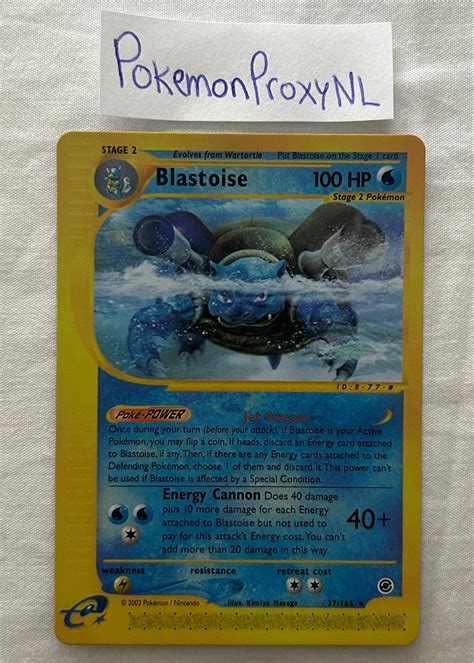 PokemonProxyNL
STAGE 2
Evolves from Wartortle
Put Blastoise on the Stage 1 card
Blastoise
100 HP
Stage 2 Pokémon
ID: B-77-e
Poké-POWER
Jet Stream
Once during your turn (before your attack), if Blastoise is your Active
Pokémon, you may flip a coin. If heads, discard an Energy card attached
to Blastoise, if any. Then, if there are any Energy cards attached to the
Defending Pokémon, choose 1 of them and discard it. This power can't
be used if Blastoise is affected by a Special Condition.
Energy Cannon Does 40 damage
plus 10 more damage for each Energy
attached to Blastoise but not used to
pay for this attack's Energy cost. You can't
add more than 20 damage in this way.
40+
weakness
resistance
retreat cost
© 2002 Pokémon / Nintendo
Illus. Kimiya Masago
37/165
e